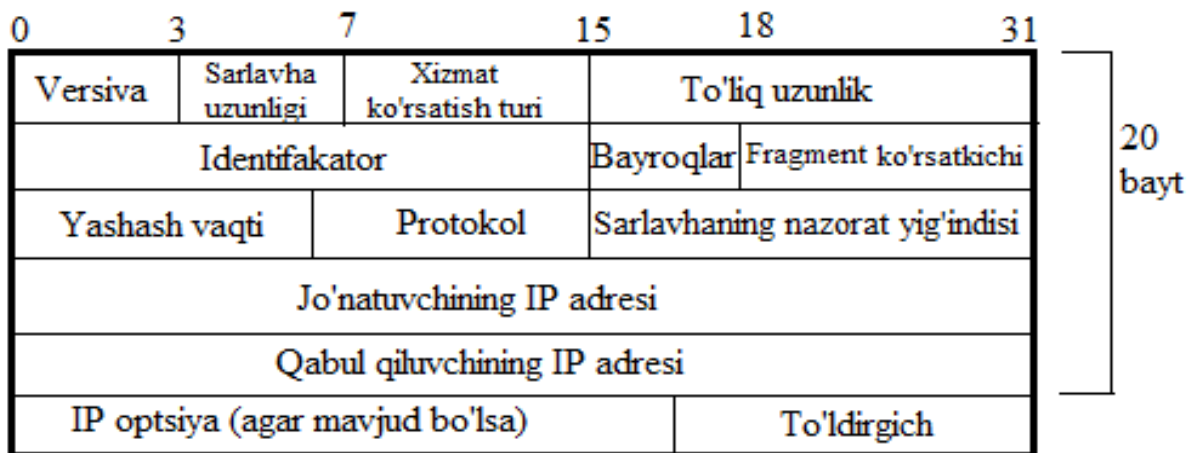 0 3 7 15 18 31
Versiva Sarlavha uzunligi Xizmat ko'rsatish turi To'liq uzunlik
Identifakator Bayroqlar Fragment ko'rsatkichi
20 bayt
Yashash vaqti Protokol Sarlavhaning nazorat yig'indisi
Jo'natuvchining IP adresi
Qabul qiluvchining IP adresi
IP optsiya (agar mavjud bo'lsa) To'ldirgich